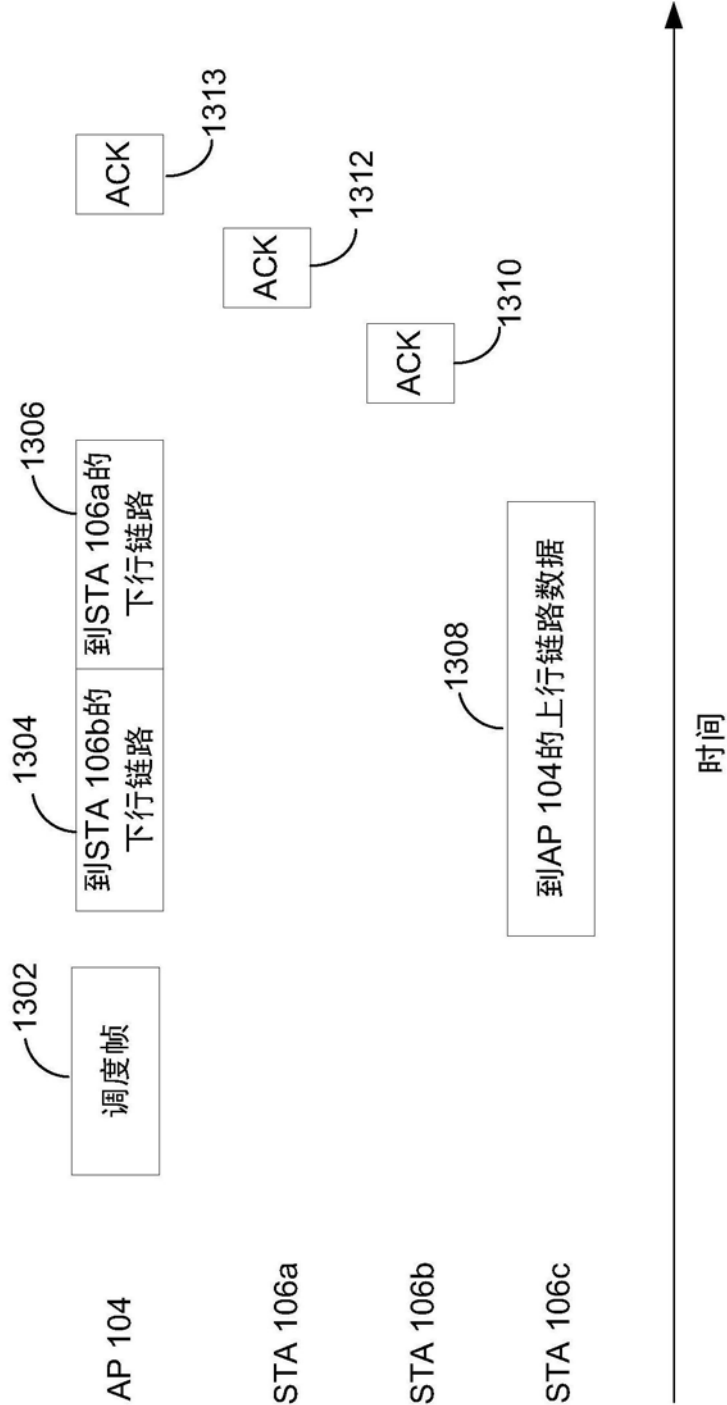 1302
1304
1306
AP 104
调度帧
到STA 106b的
下行链路
到STA 106a的
下行链路
ACK
1313
STA 106a
ACK
1312
STA 106b
ACK
1310
1308
STA 106c
到AP 104的上行链路数据
时间